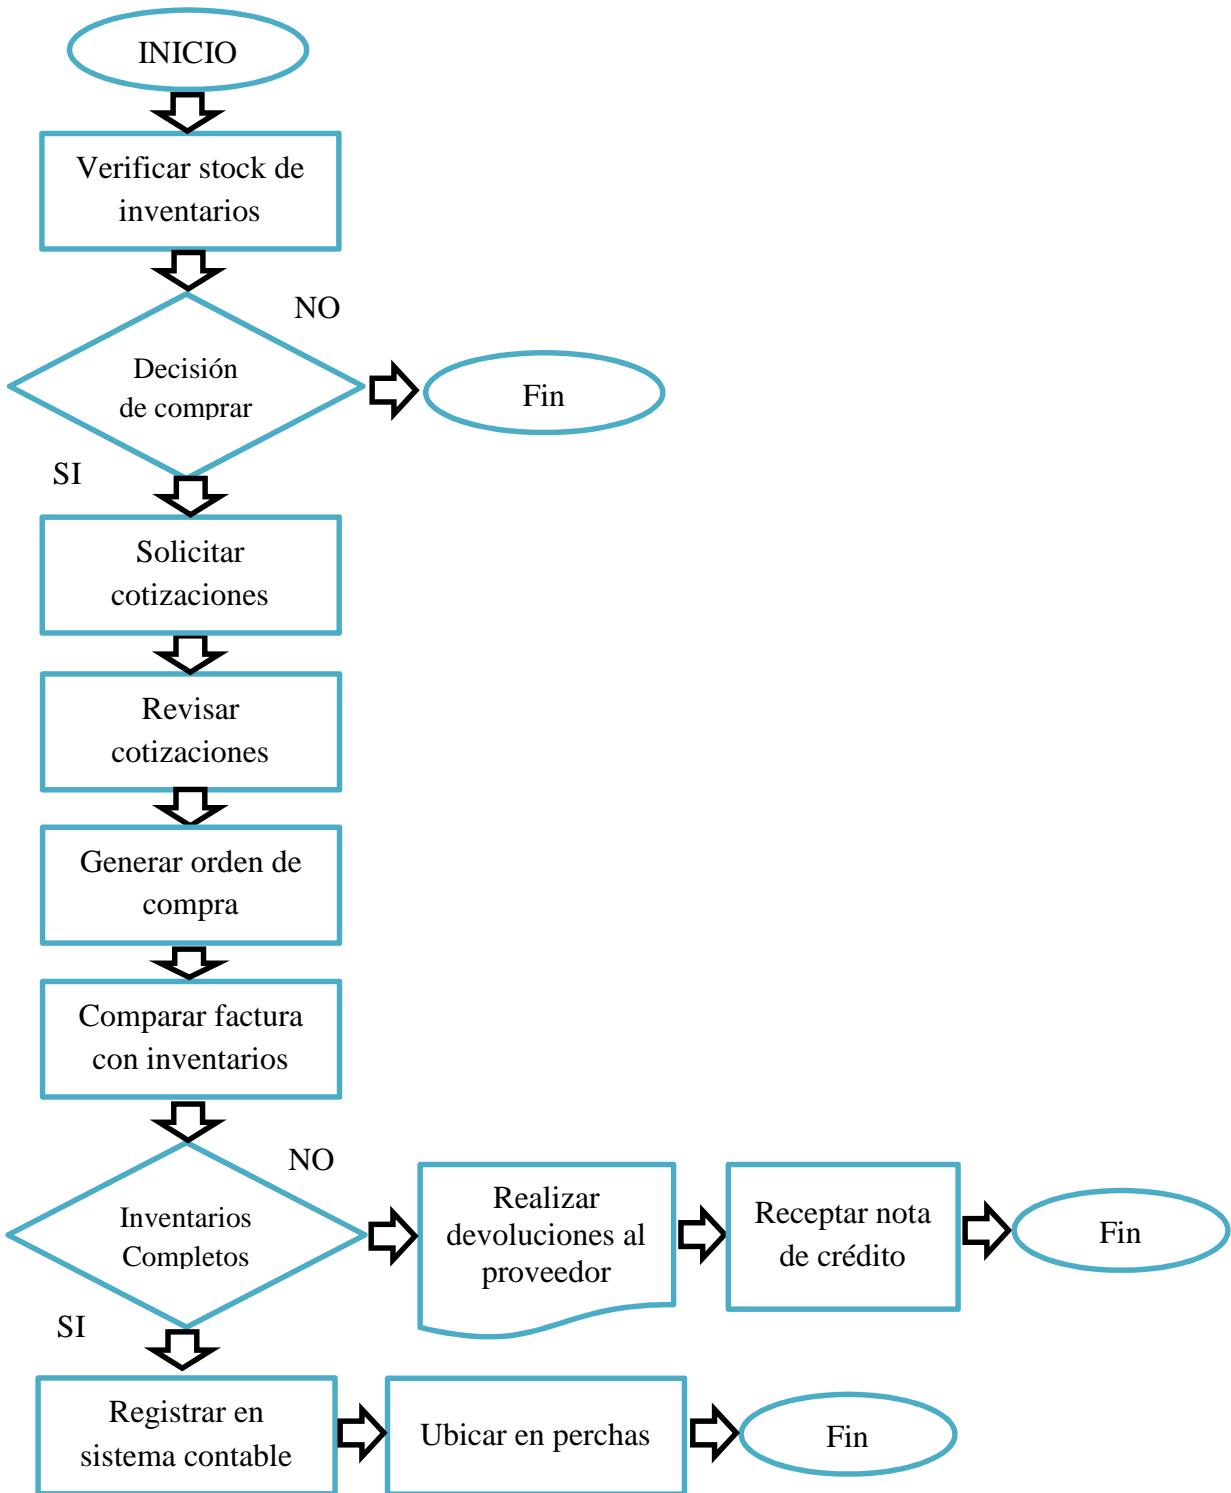 INICIO
Verificar stock de
inventarios
NO
Decisión
de comprar
Fin
SI
Solicitar
cotizaciones
Revisar
cotizaciones
Generar orden de
compra
Comparar factura
con inventarios
NO
Inventarios
Completos
Realizar
devoluciones al
proveedor
Receptar nota
de crédito
Fin
SI
Registrar en
sistema contable
Ubicar en perchas
Fin